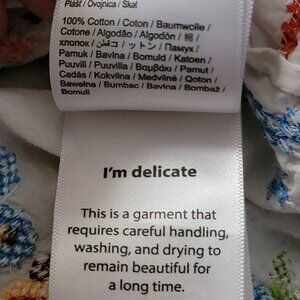 Plášť / Ovojnica / Skal
100% Cotton / Coton / Baumwolle /
Cotone / Algodão / Algodón / 棉 /
хлопок / قطن / コットン / Памук /
Pamuk / Bavlna / Bomuld / Katoen /
Puuvill / Puuvilla / Βαμβάκι / Pamut /
Cadás / Kokvilna / Medvilnė / Qoton /
Bawełna / Bumbac / Bavlna / Bombaž /
Bomull
I'm delicate
This is a garment that
requires careful handling,
washing, and drying to
remain beautiful for
a long time.